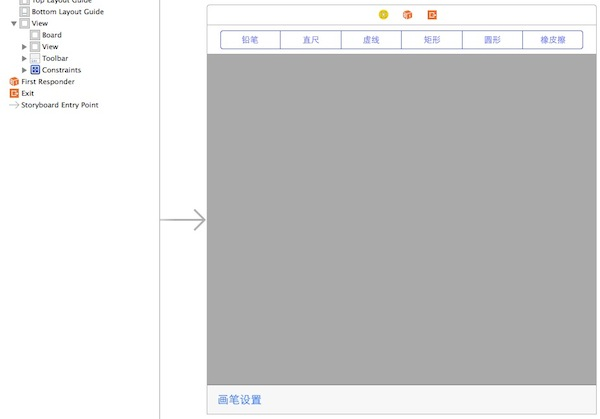 Top Layout Guide
Bottom Layout Guide
View
Board
View
Toolbar
Constraints
First Responder
Exit
Storyboard Entry Point
铅笔 直尺 虚线 矩形 圆形 橡皮擦
画笔设置